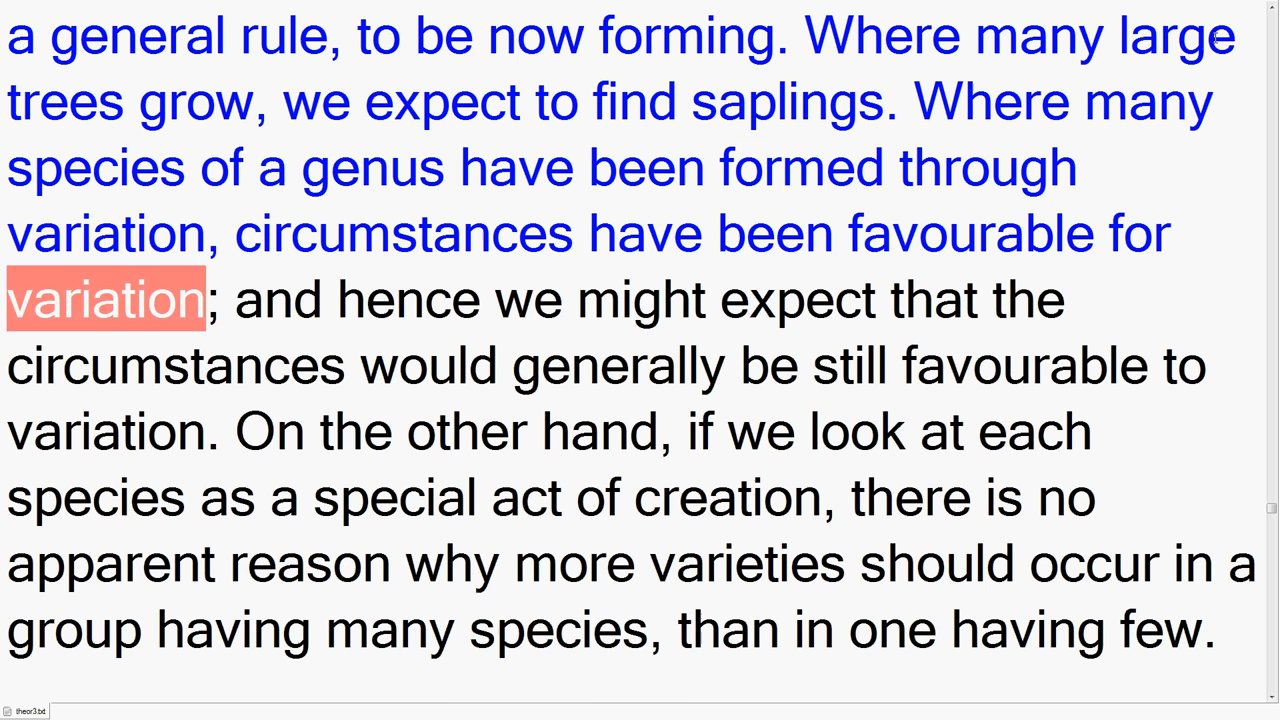 a general rule, to be now forming. Where many large
trees grow, we expect to find saplings. Where many
species of a genus have been formed through
variation, circumstances have been favourable for
variation; and hence we might expect that the
circumstances would generally be still favourable to
variation. On the other hand, if we look at each
species as a special act of creation, there is no
apparent reason why more varieties should occur in a
group having many species, than in one having few.
theor3.txt